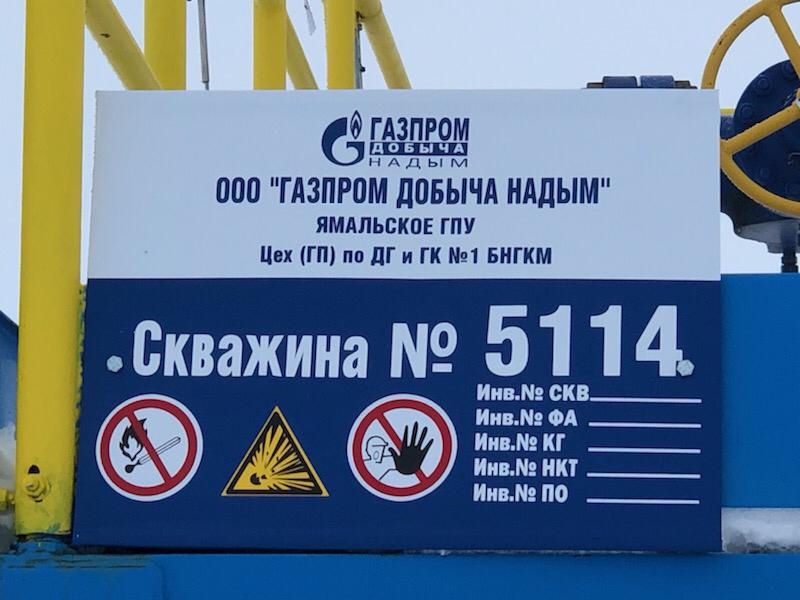 ГАЗПРОМ
ДОБЫЧА
НАДЫМ
ООО "ГАЗПРОМ ДОБЫЧА НАДЫМ"
ЯМАЛЬСКОЕ ГПУ
Цех (ГП) по ДГ и ГК №1 БНГКМ
Скважина № 5114
Инв.№ СКВ
Инв.№ ФА
Инв.№ КГ
Инв.№ НКТ
Инв.№ ПО